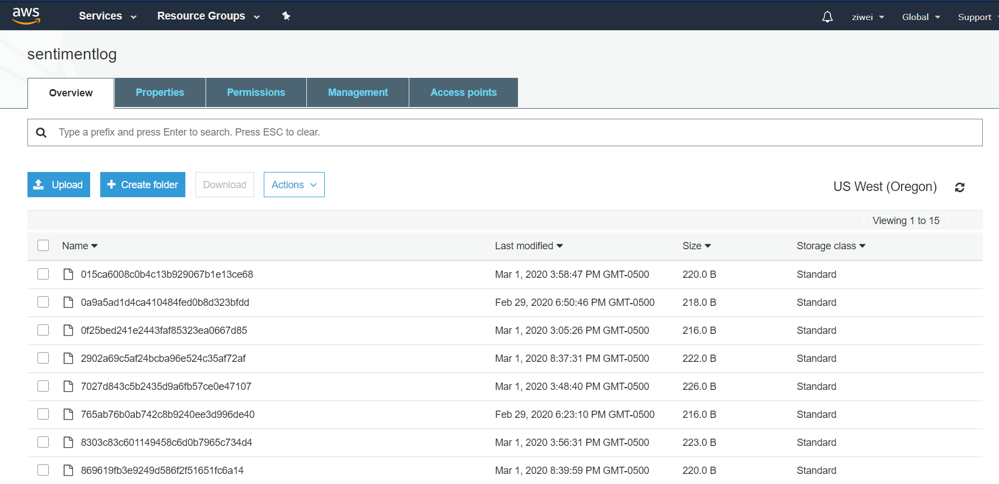 aws Services Resource Groups ziwei Global Support
sentimentlog
Overview Properties Permissions Management Access points
Type a prefix and press Enter to search. Press ESC to clear.
Upload Create folder Download Actions US West (Oregon)
Viewing 1 to 15
Name Last modified Size Storage class
015ca6008c0b4c13b929067b1e13ce68 Mar 1, 2020 3:58:47 PM GMT-0500 220.0 B Standard
0a9a5ad1d4ca410484fed0b8d323bfdd Feb 29, 2020 6:50:46 PM GMT-0500 218.0 B Standard
0f25bed241e2443faf85323ea0667d85 Mar 1, 2020 3:05:26 PM GMT-0500 216.0 B Standard
2902a69c5af24bcba96e524c35af72af Mar 1, 2020 8:37:31 PM GMT-0500 222.0 B Standard
7027d843c5b2435d9a6fb57ce0e47107 Mar 1, 2020 3:48:40 PM GMT-0500 226.0 B Standard
765ab76b0ab742c8b9240ee3d996de40 Feb 29, 2020 6:23:10 PM GMT-0500 216.0 B Standard
8303c83c601149458c6d0b7965c734d4 Mar 1, 2020 3:56:31 PM GMT-0500 223.0 B Standard
869619fb3e9249d586f2f51651fc6a14 Mar 1, 2020 8:39:59 PM GMT-0500 220.0 B Standard